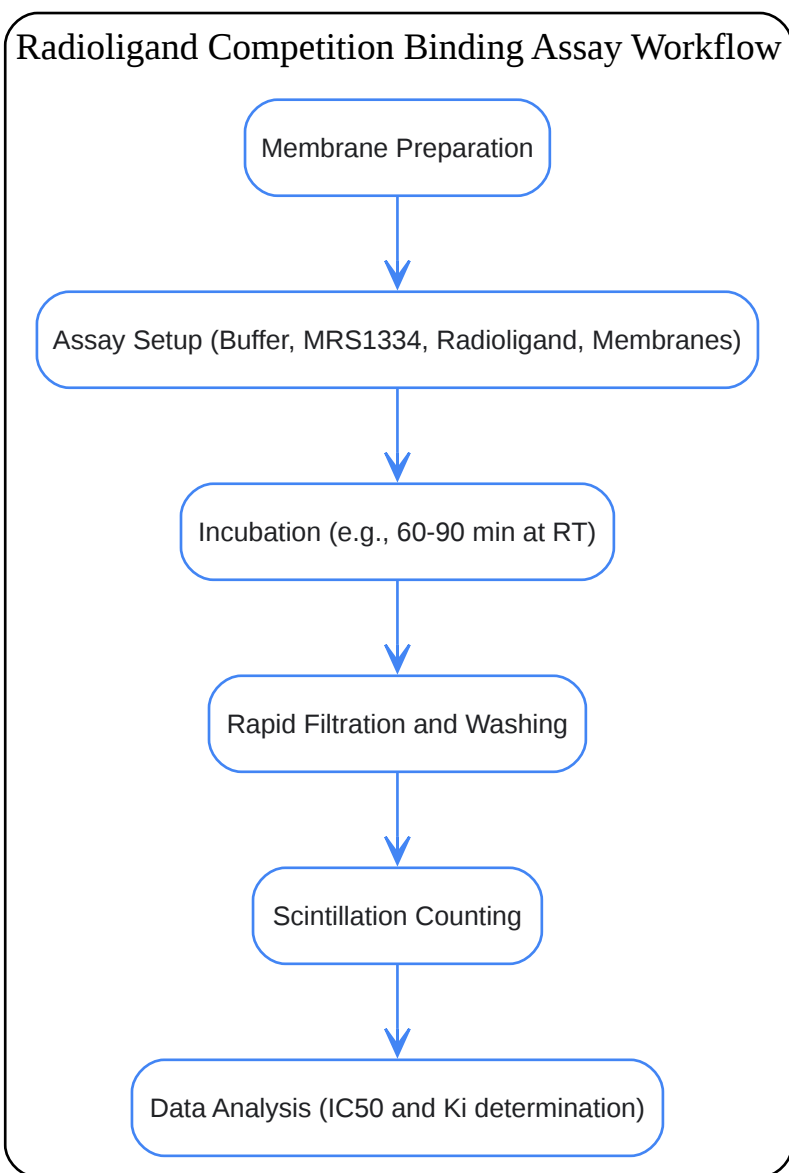 Radioligand Competition Binding Assay Workflow
Membrane Preparation
Assay Setup (Buffer, MRS1334, Radioligand, Membranes)
Incubation (e.g., 60-90 min at RT)
Rapid Filtration and Washing
Scintillation Counting
Data Analysis (IC50 and Ki determination)